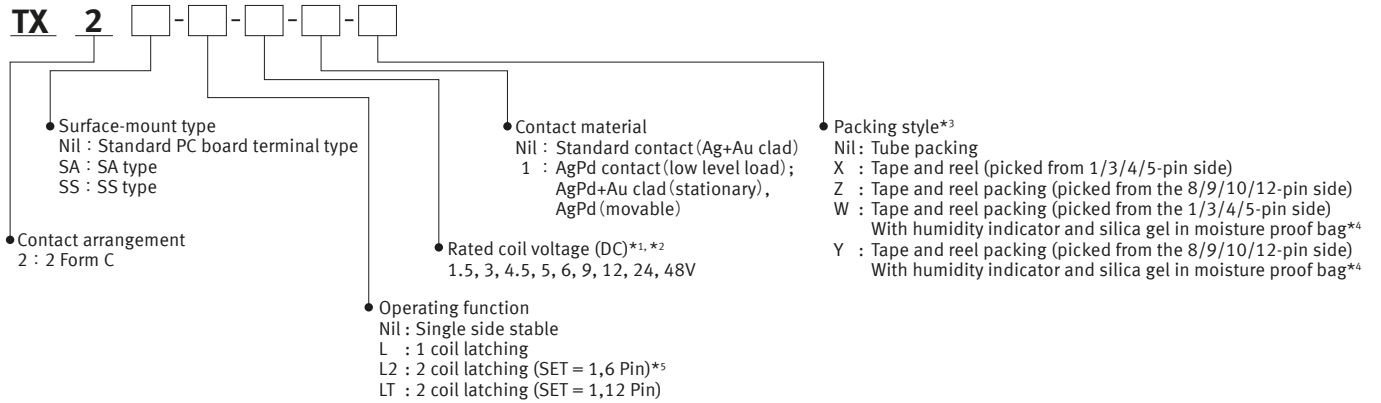 TX 2 - - - -
Surface-mount type
Nil : Standard PC board terminal type
SA : SA type
SS : SS type
Contact arrangement
2 : 2 Form C
Operating function
Nil : Single side stable
L : 1 coil latching
L2 : 2 coil latching (SET = 1,6 Pin)*5
LT : 2 coil latching (SET = 1,12 Pin)
Rated coil voltage (DC)*1, *2
1.5, 3, 4.5, 5, 6, 9, 12, 24, 48V
Contact material
Nil : Standard contact (Ag+Au clad)
1 : AgPd contact (low level load);
AgPd+Au clad (stationary),
AgPd (movable)
Packing style*3
Nil : Tube packing
X : Tape and reel (picked from 1/3/4/5-pin side)
Z : Tape and reel packing (picked from the 8/9/10/12-pin side)
W : Tape and reel packing (picked from the 1/3/4/5-pin side)
With humidity indicator and silica gel in moisture proof bag*4
Y : Tape and reel packing (picked from the 8/9/10/12-pin side)
With humidity indicator and silica gel in moisture proof bag*4